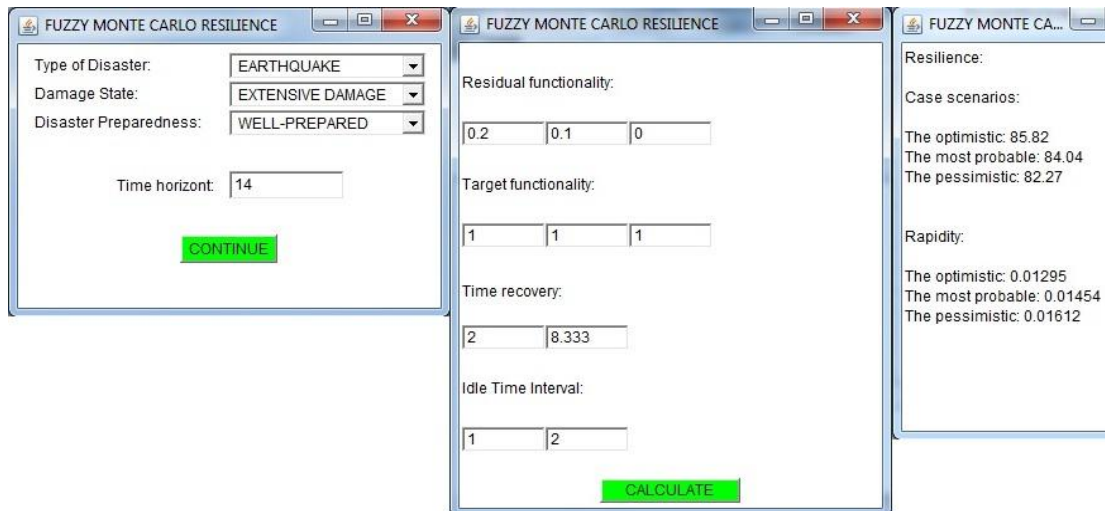 FUZZY MONTE CARLO RESILIENCE
Type of Disaster: EARTHQUAKE
Damage State: EXTENSIVE DAMAGE
Disaster Preparedness: WELL-PREPARED
Time horizont: 14
CONTINUE
FUZZY MONTE CARLO RESILIENCE
Residual functionality:
0.2 0.1 0
Target functionality:
1 1 1
Time recovery:
2 8.333
Idle Time Interval:
1 2
CALCULATE
FUZZY MONTE CA...
Resilience:
Case scenarios:
The optimistic: 85.82
The most probable: 84.04
The pessimistic: 82.27
Rapidity:
The optimistic: 0.01295
The most probable: 0.01454
The pessimistic: 0.01612